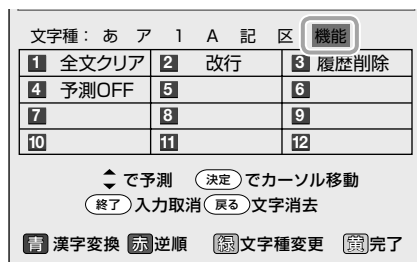 文字種： あ ア 1 A 記 区 機能
1 全文クリア 2 改行 3 履歴削除
4 予測OFF 5 6
7 8 9
10 11 12
で予測 決定 でカーソル移動
終了 入力取消 戻る 文字消去
青 漢字変換 赤 逆順 緑 文字種変更 黄 完了